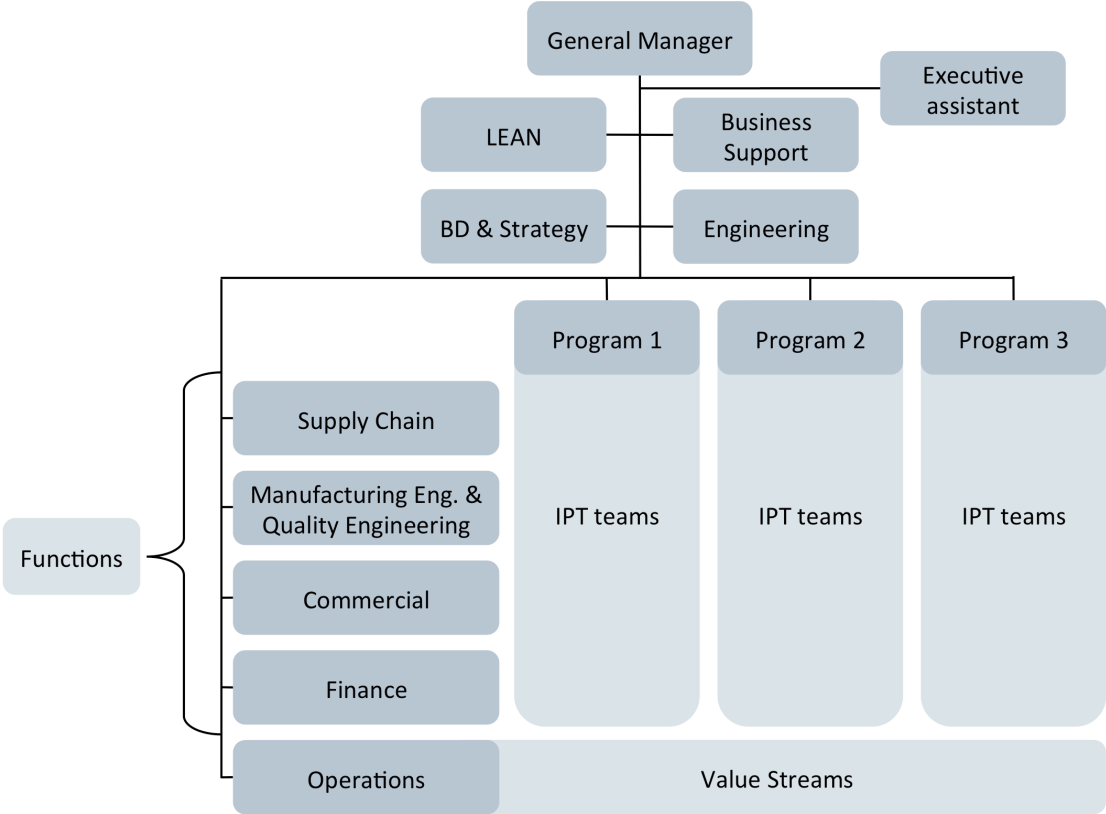 General Manager
Executive
assistant
LEAN
Business
Support
BD & Strategy
Engineering
Program 1
Program 2
Program 3
Supply Chain
Manufacturing Eng. &
Quality Engineering
IPT teams
IPT teams
IPT teams
Functions
Commercial
Finance
Operations
Value Streams